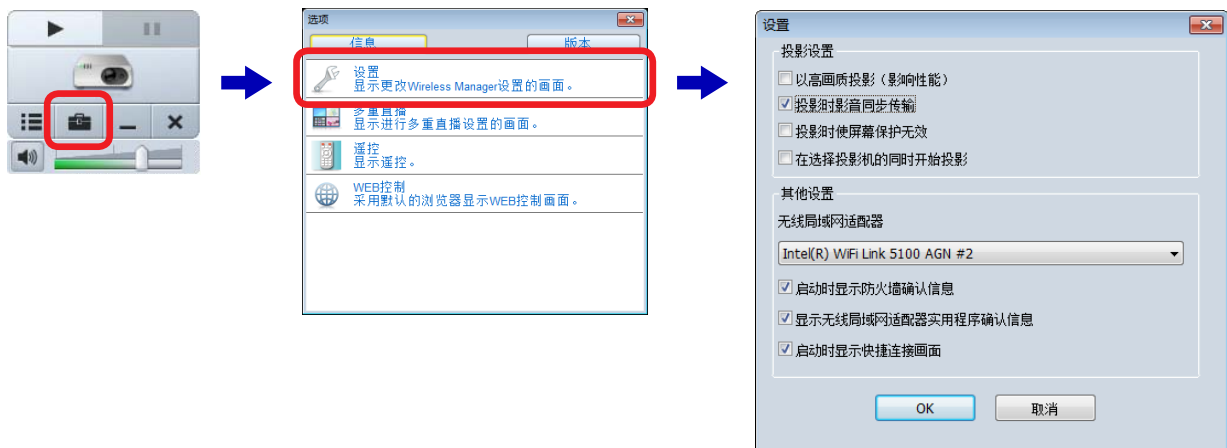 选项
信息
版本
设置
显示更改Wireless Manager设置的画面。
多重直播
显示进行多重直播设置的画面。
遥控
显示遥控。
WEB控制
采用默认的浏览器显示WEB控制画面。
设置
投影设置
以高画质投影（影响性能）
投影时影音同步传输
投影时使屏幕保护无效
在选择投影机的同时开始投影
其他设置
无线局域网适配器
Intel(R) WiFi Link 5100 AGN #2
启动时显示防火墙确认信息
显示无线局域网适配器实用程序确认信息
启动时显示快捷连接画面
OK
取消